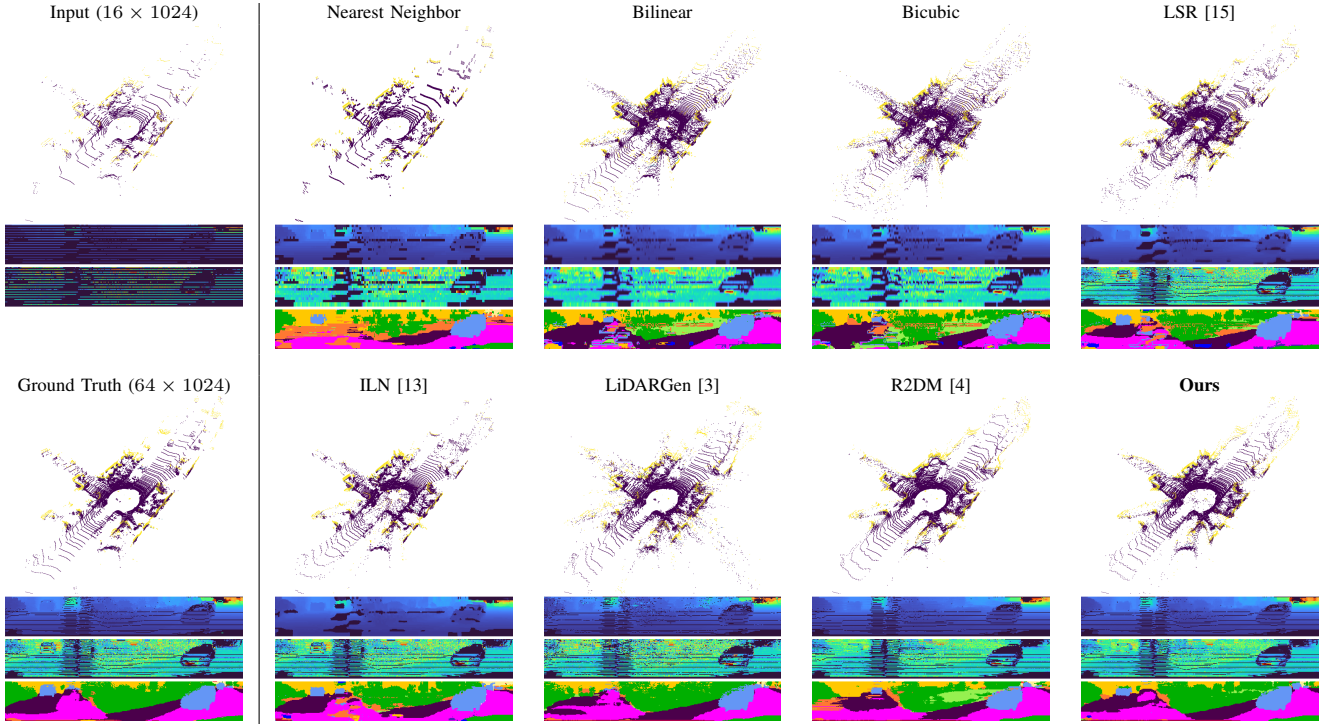 Input (16 × 1024)
Nearest Neighbor
Bilinear
Bicubic
LSR [15]
Ground Truth (64 × 1024)
ILN [13]
LiDARGen [3]
R2DM [4]
Ours